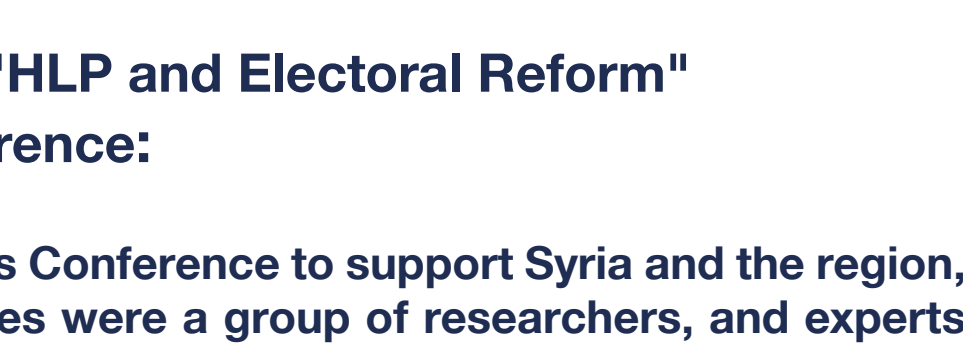 "HLP and Electoral Reform"
rence:
s Conference to support Syria and the region,
es were a group of researchers, and experts